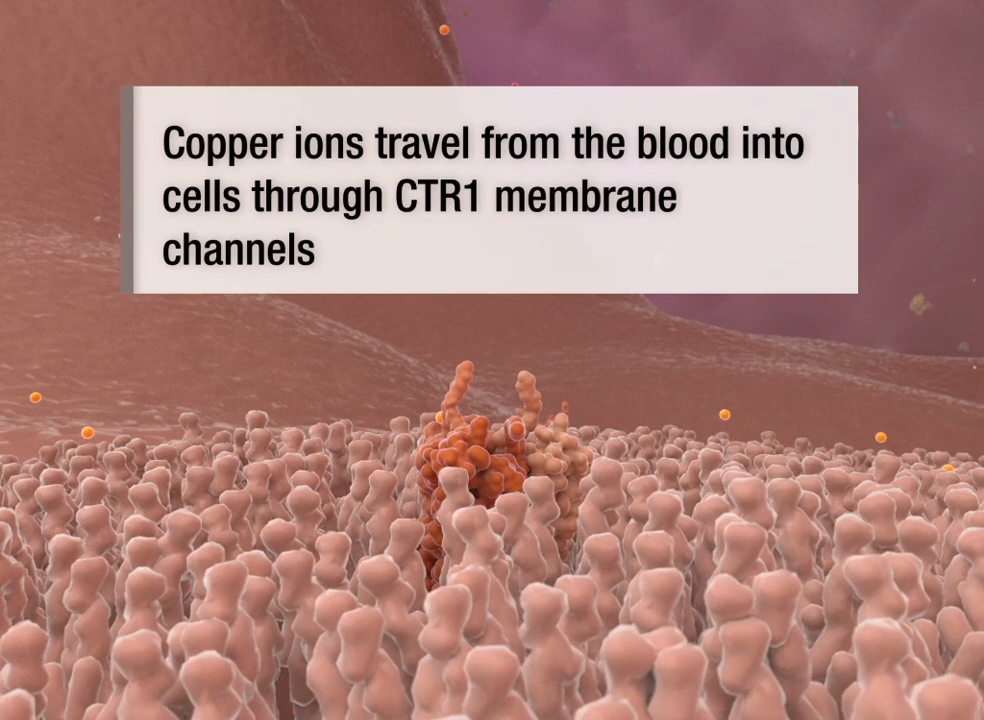 Copper ions travel from the blood into
cells through CTR1 membrane
channels